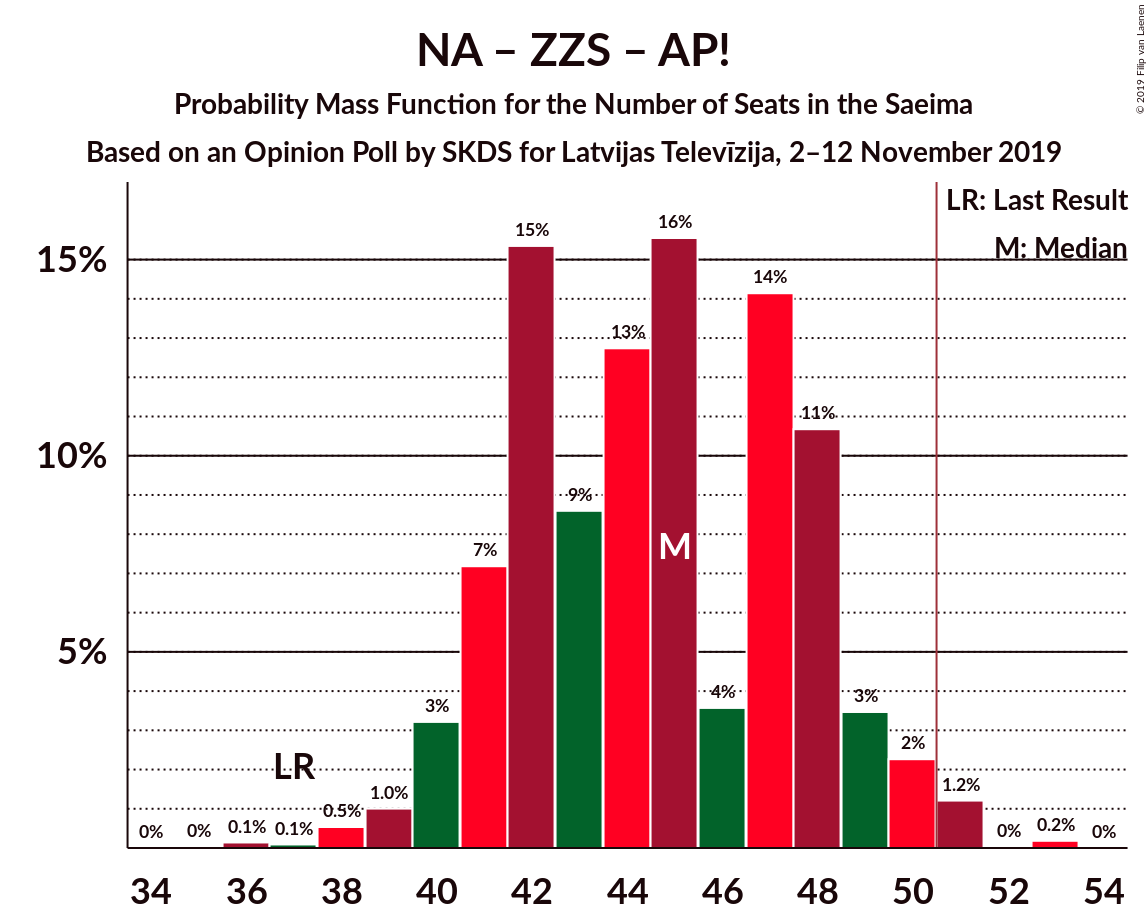 NA – ZZS – AP!
Probability Mass Function for the Number of Seats in the Saeima
Based on an Opinion Poll by SKDS for Latvijas Televīzija, 2–12 November 2019
© 2019 Filip van Laenen
LR: Last Result
M: Median
15%
10%
5%
0%
0%
0.1%
0.1%
LR
0.5%
1.0%
3%
7%
15%
9%
13%
16%
M
4%
14%
11%
3%
2%
1.2%
0%
0.2%
0%
34 36 38 40 42 44 46 48 50 52 54